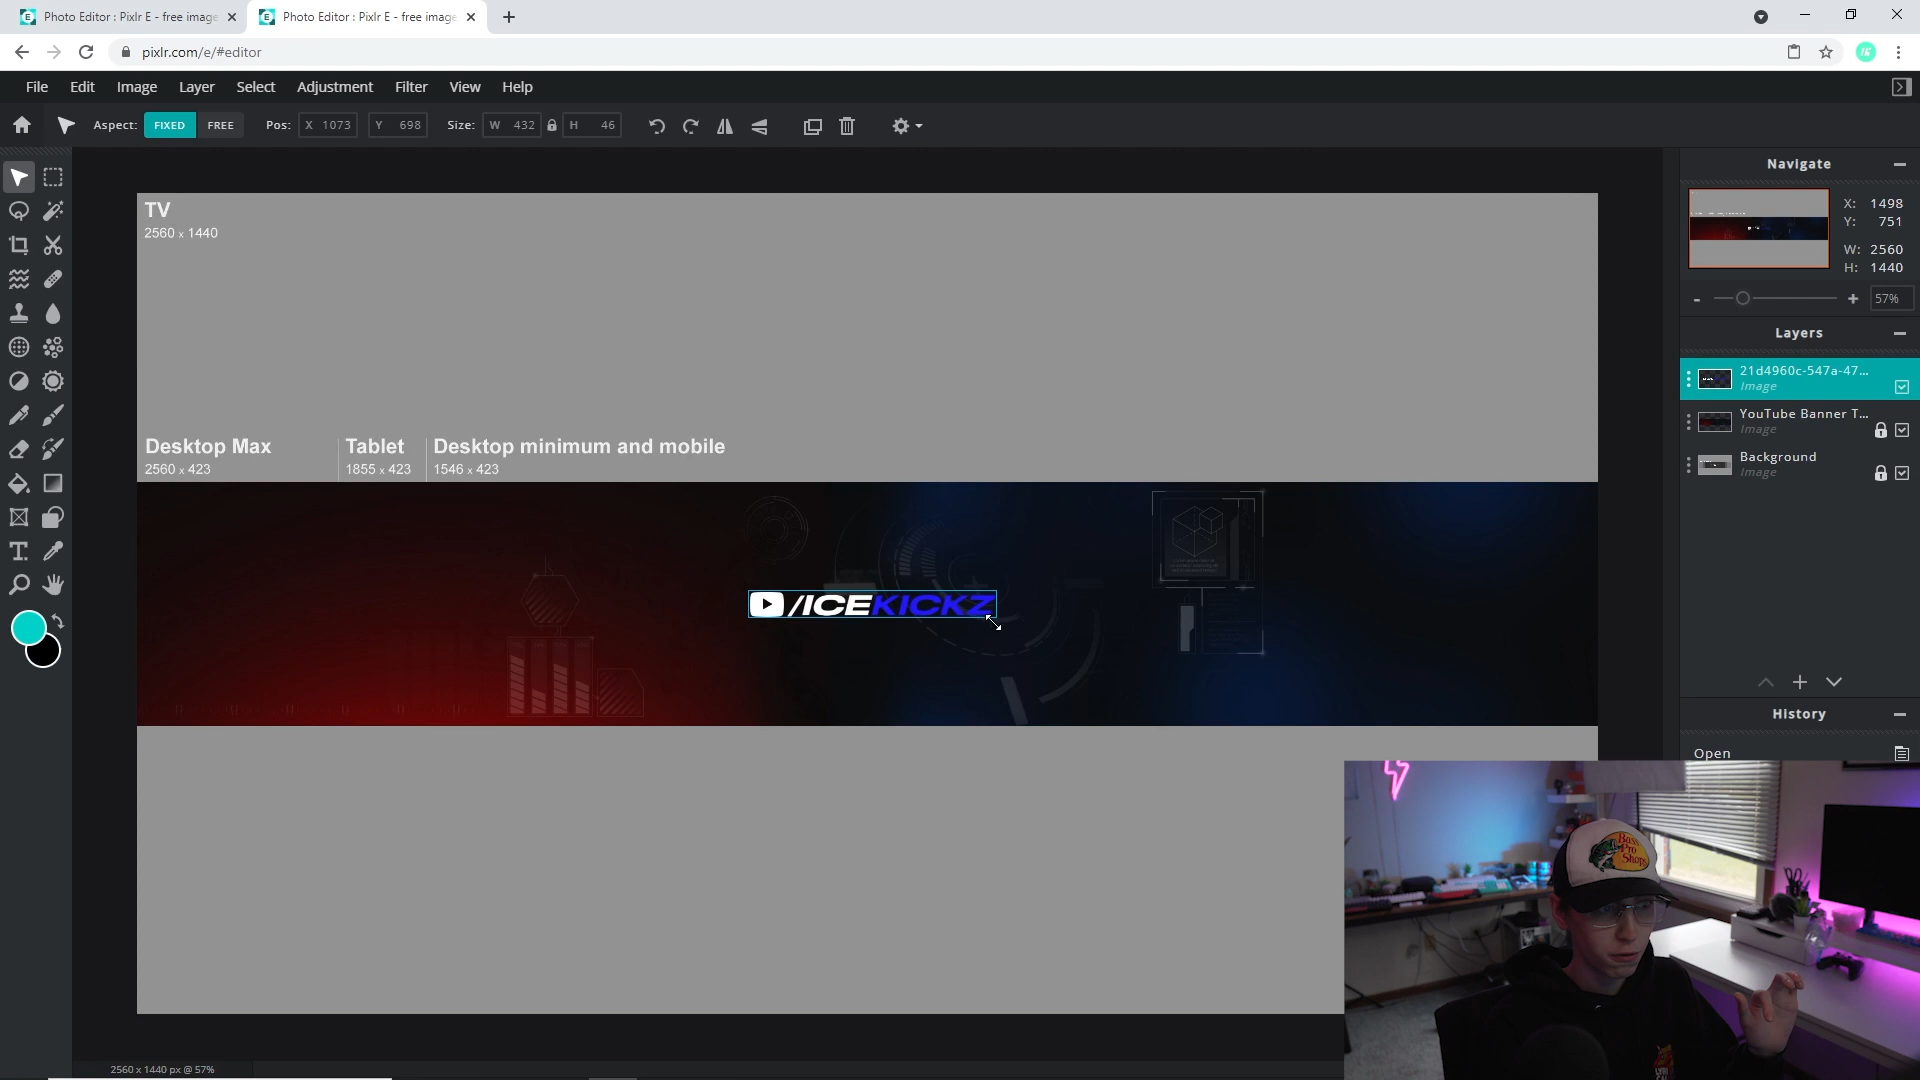 Photo Editor : Pixlr E - free image
Photo Editor : Pixlr E - free image
pixlr.com/e/#editor
File Edit Image Layer Select Adjustment Filter View Help
Aspect: FIXED FREE Pos: X 1073 Y 698 Size: W 432 H 46
Navigate
X: 1498
Y: 751
W: 2560
H: 1440
- + 57%
Layers
21d4960c-547a-47...
Image
YouTube Banner T...
Image
Background
Image
History
Open
TV
2560 x 1440
Desktop Max
2560 x 423
Tablet
1855 x 423
Desktop minimum and mobile
1546 x 423
/ICEKICKZ
Bass
Pro
Shops
2560 x 1440 px @ 57%